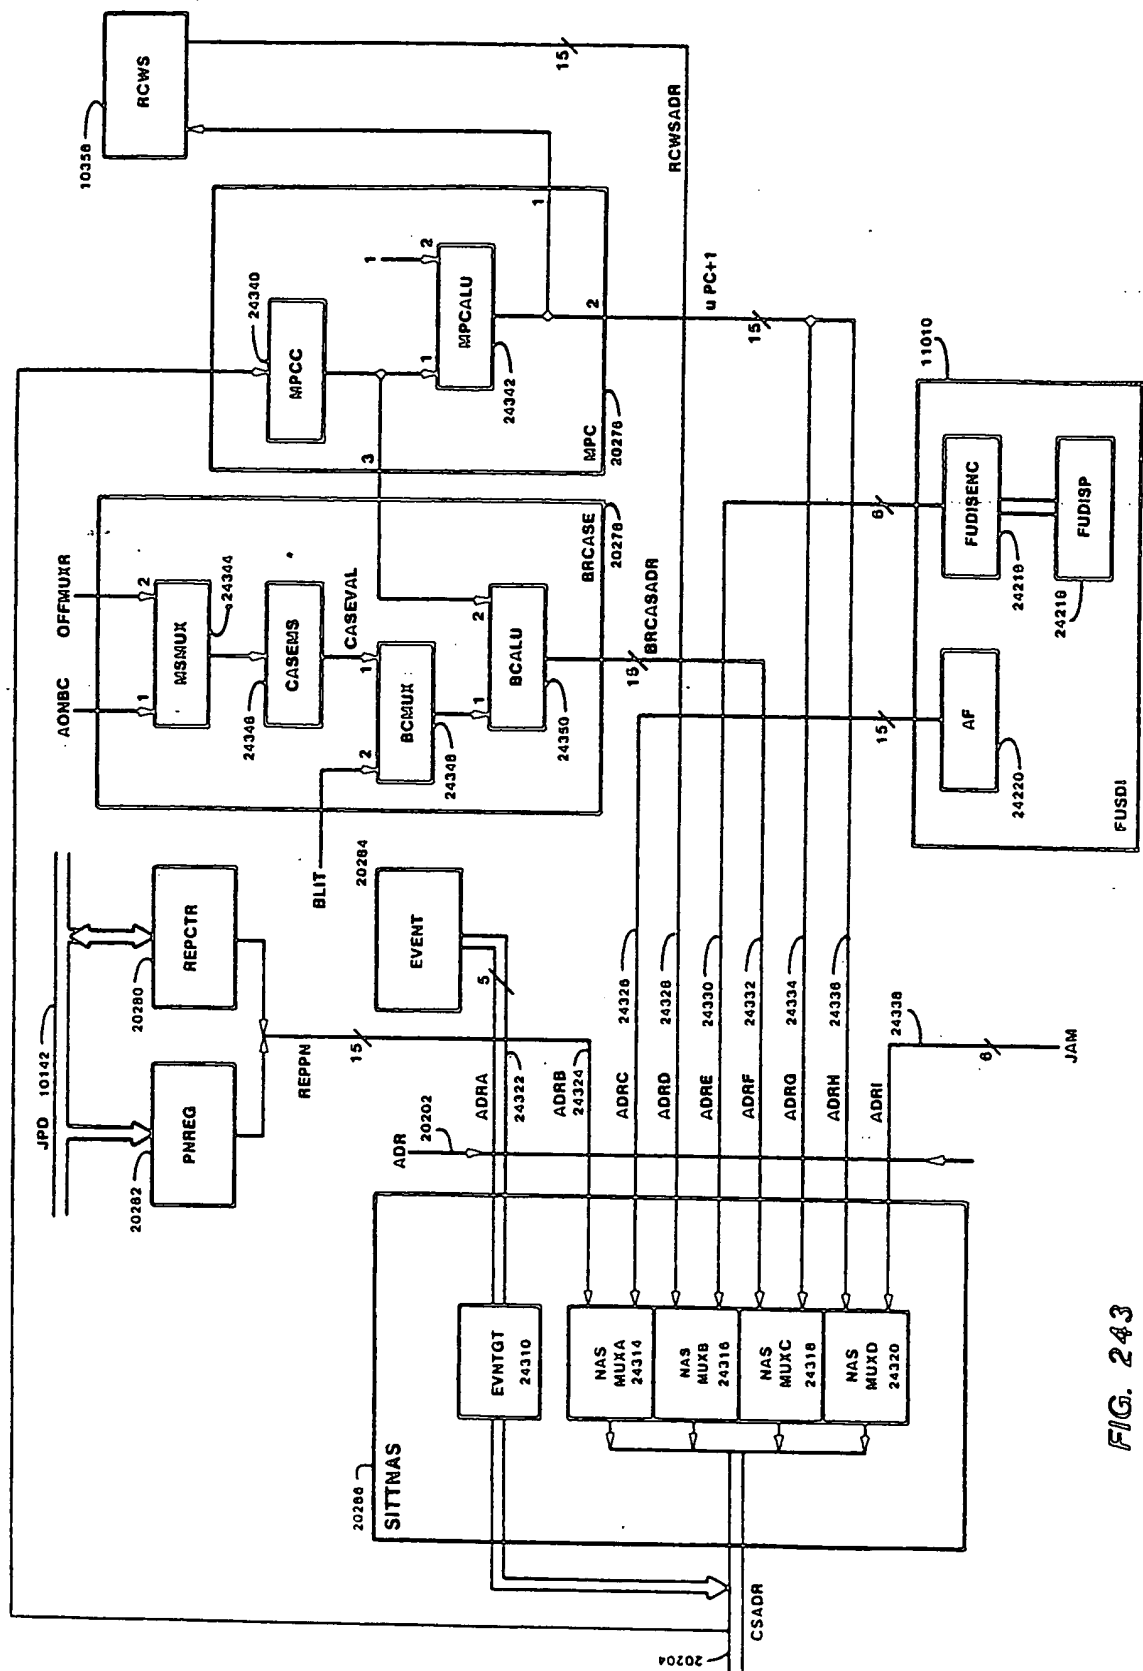 10358
RCWS
15
RCWSADR
24340
MPCC
1
2
1
MPCALU
24342
1
2
3
MPC
20276
u PC+1
15
AONBC
OFFMUXR
1
2
MSMUX
24344
CASEMS
24346
CASEVAL
1
2
BCMUX
24348
BLIT
2
1
BCALU
24350
BRCASE
20278
BRCASADR
15
JPD 10142
20282
PNREG
20280
REPCTR
REPPN
15
20284
EVENT
5
ADRA
24322
ADRB
24324
ADRC
24326
ADRD
24328
ADRE
24330
ADRF
24332
ADRG
24334
ADRH
24336
ADRI
24338
6
JAM
ADR
20202
11010
6
FUDISENC
24219
FUDISP
24218
15
AF
24220
FUSDI
20286
SITTNAS
EVNTGT
24310
NAS
MUXA
24314
NAS
MUXB
24316
NAS
MUXC
24318
NAS
MUXD
24320
CSADR
20204
FIG. 243